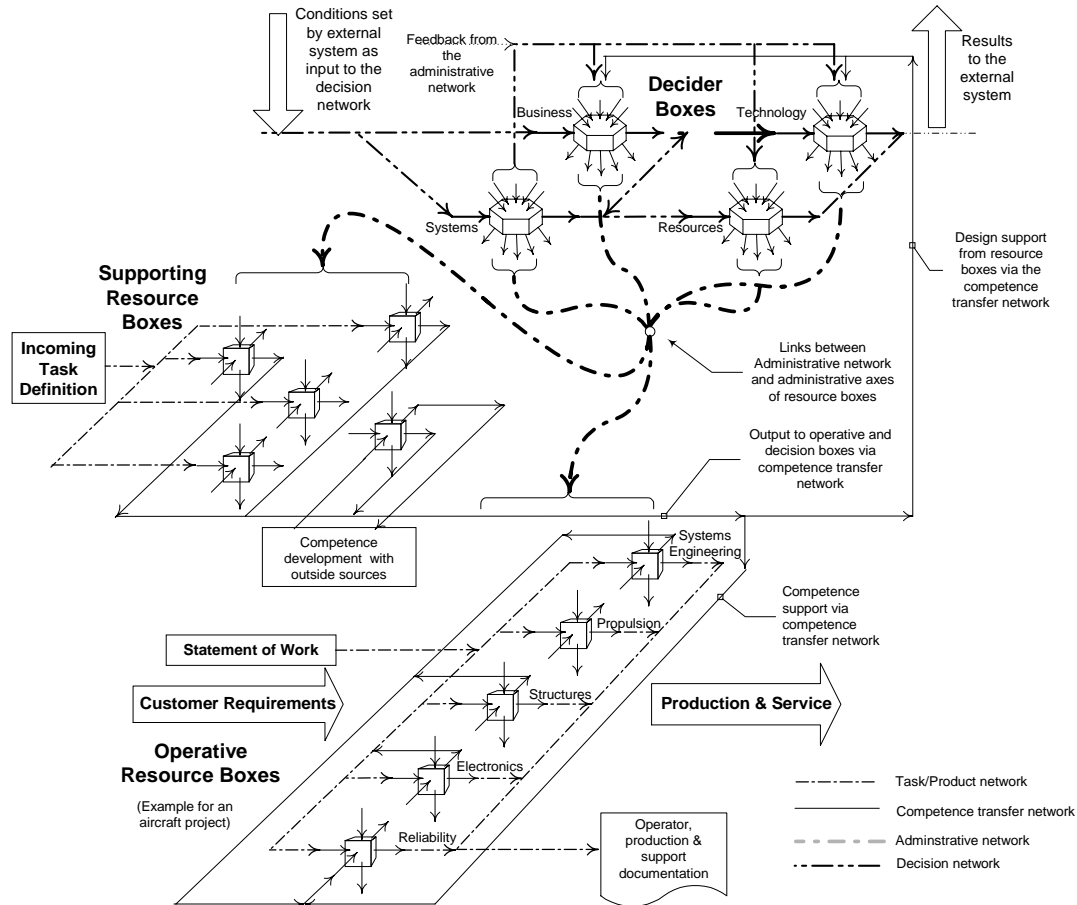 Conditions set
by external
system as
input to the
decision
network
Feedback from
the
administrative
network
Business
Decider
Boxes
Technology
Results
to the
external
system
Systems
Resources
Design support
from resource
boxes via the
competence
transfer network
Supporting
Resource
Boxes
Incoming
Task
Definition
Links between
Administrative network
and administrative axes
of resource boxes
Output to operative and
decision boxes via
competence transfer
network
Competence
development with
outside sources
Systems
Engineering
Propulsion
Structures
Electronics
Reliability
Competence
support via
competence
transfer network
Statement of Work
Customer Requirements
Production & Service
Operative
Resource Boxes
(Example for an
aircraft project)
Operator,
production &
support
documentation
Task/Product network
Competence transfer network
Adminstrative network
Decision network